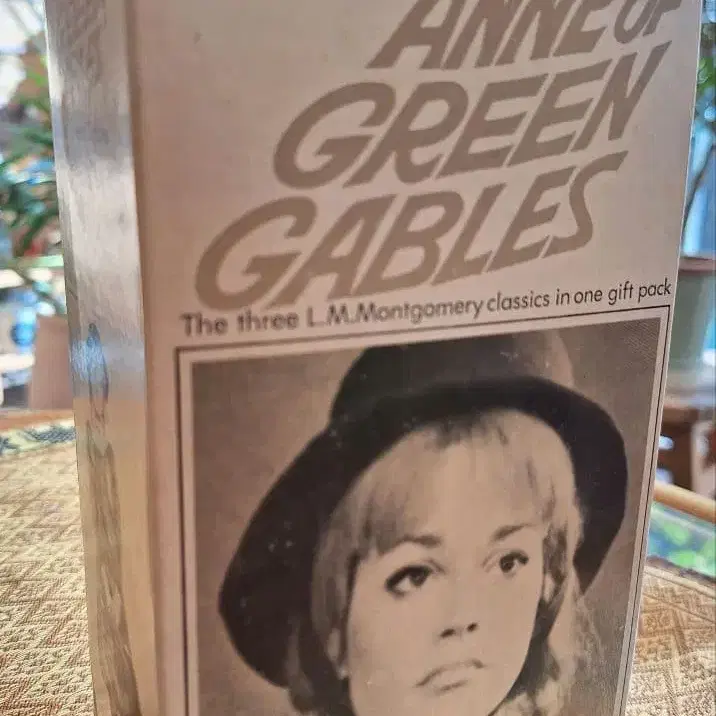 ANNE OF
GREEN
GABLES
The three L.M.Montgomery classics in one gift pack